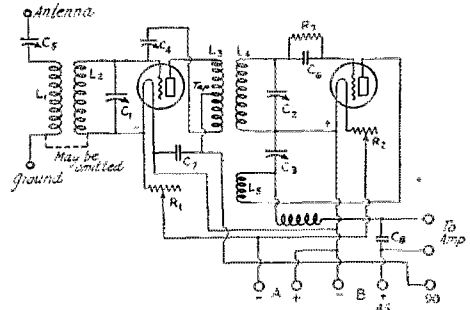 Antenna
C5
C4
L3
L4
R3
C6
L1
L2
C1
Tap
C2
C7
C3
R2
May be omitted
Ground
R1
L5
C8
To Amp
- A + - B +
45
90